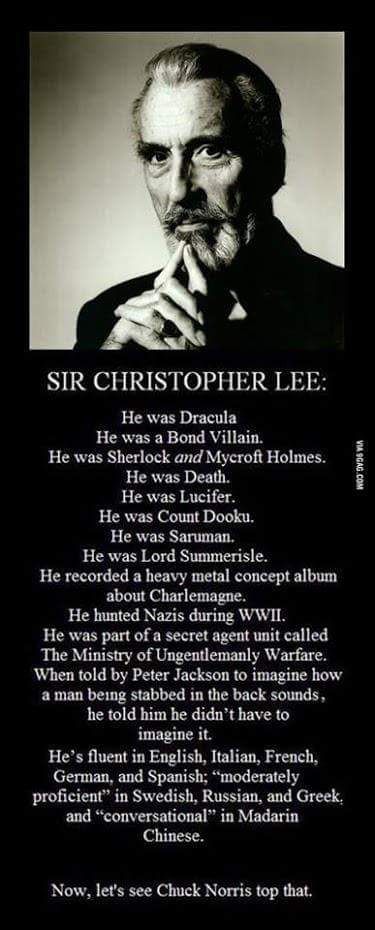 SIR CHRISTOPHER LEE:
He was Dracula
He was a Bond Villain.
He was Sherlock and Mycroft Holmes.
He was Death.
He was Lucifer.
He was Count Dooku.
He was Saruman.
He was Lord Summerisle.
He recorded a heavy metal concept album
about Charlemagne.
He hunted Nazis during WWII.
He was part of a secret agent unit called
The Ministry of Ungentlemanly Warfare.
When told by Peter Jackson to imagine how
a man being stabbed in the back sounds,
he told him he didn't have to
imagine it.
He's fluent in English, Italian, French,
German, and Spanish; “moderately
proficient” in Swedish, Russian, and Greek,
and “conversational” in Madarin
Chinese.
Now, let's see Chuck Norris top that.
VIA 9GAG.COM